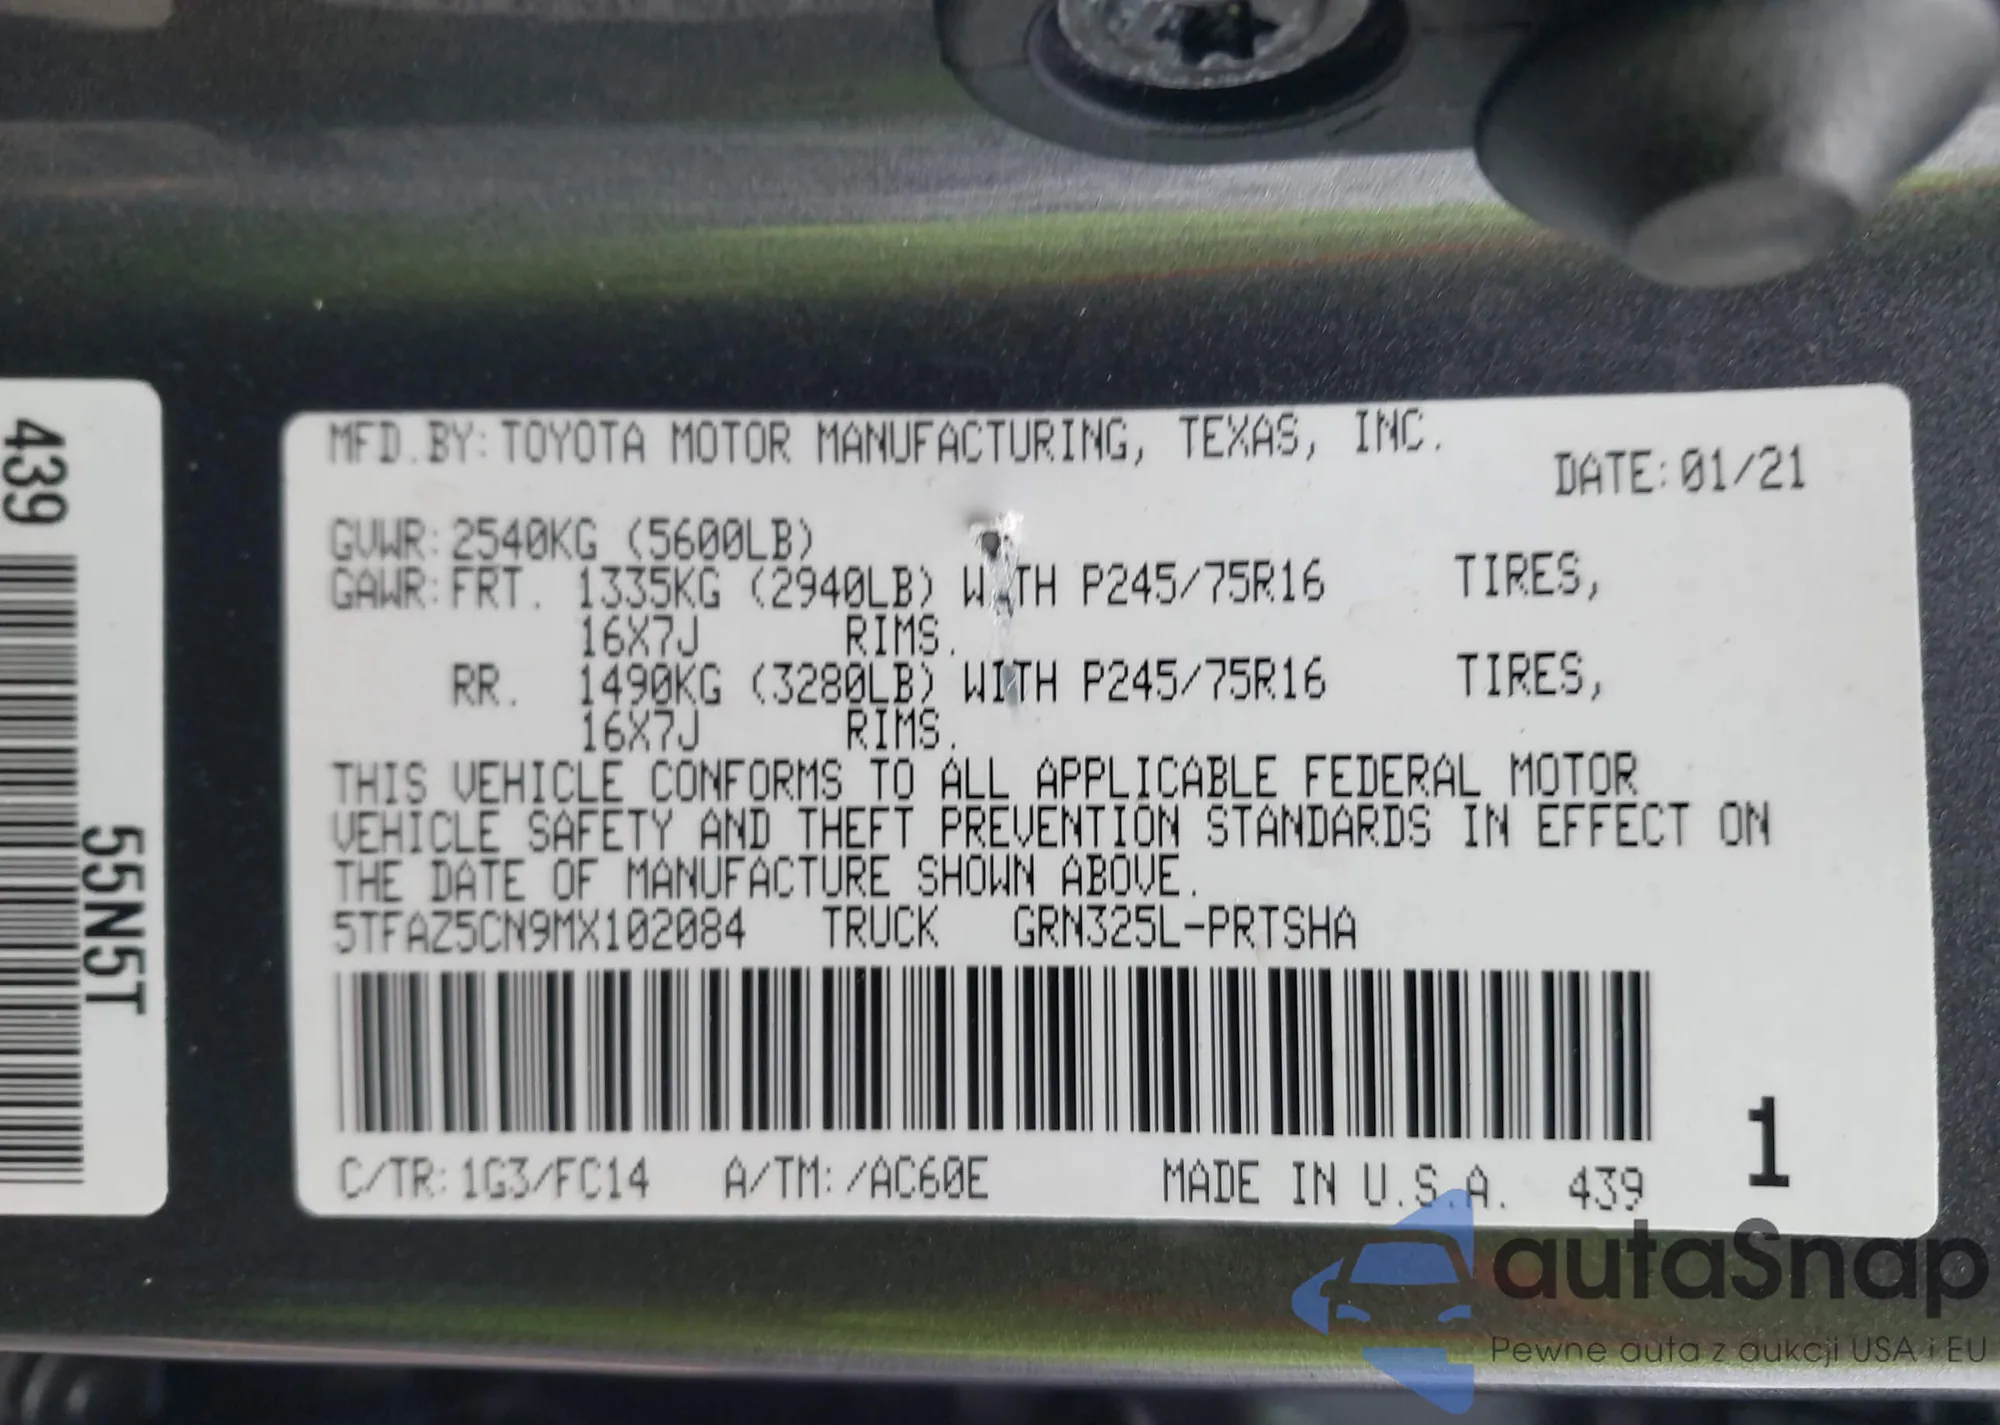 439
55N5T
MFD.BY:TOYOTA MOTOR MANUFACTURING, TEXAS, INC.
DATE:01/21
GVWR:2540KG (5600LB)
GAWR:FRT. 1335KG (2940LB) WITH P245/75R16 TIRES,
16X7J RIMS.
RR. 1490KG (3280LB) WITH P245/75R16 TIRES,
16X7J RIMS.
THIS VEHICLE CONFORMS TO ALL APPLICABLE FEDERAL MOTOR
VEHICLE SAFETY AND THEFT PREVENTION STANDARDS IN EFFECT ON
THE DATE OF MANUFACTURE SHOWN ABOVE.
5TFAZ5CN9MX102084 TRUCK GRN325L-PRTSHA
1
C/TR:1G3/FC14 A/TM:/AC60E MADE IN U.S.A. 439
autaSnap
Pewne auta z aukcji USA i EU